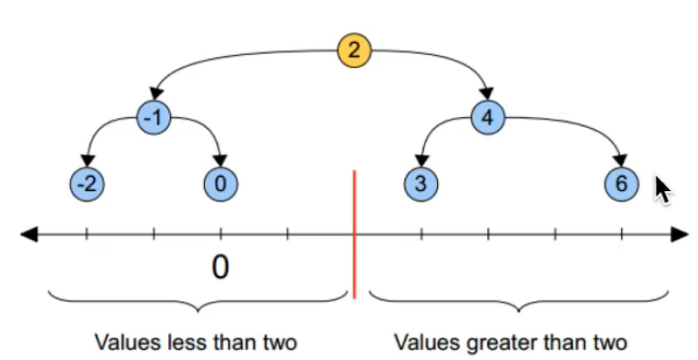 2
-1 4
-2 0 3 6
0
Values less than two Values greater than two